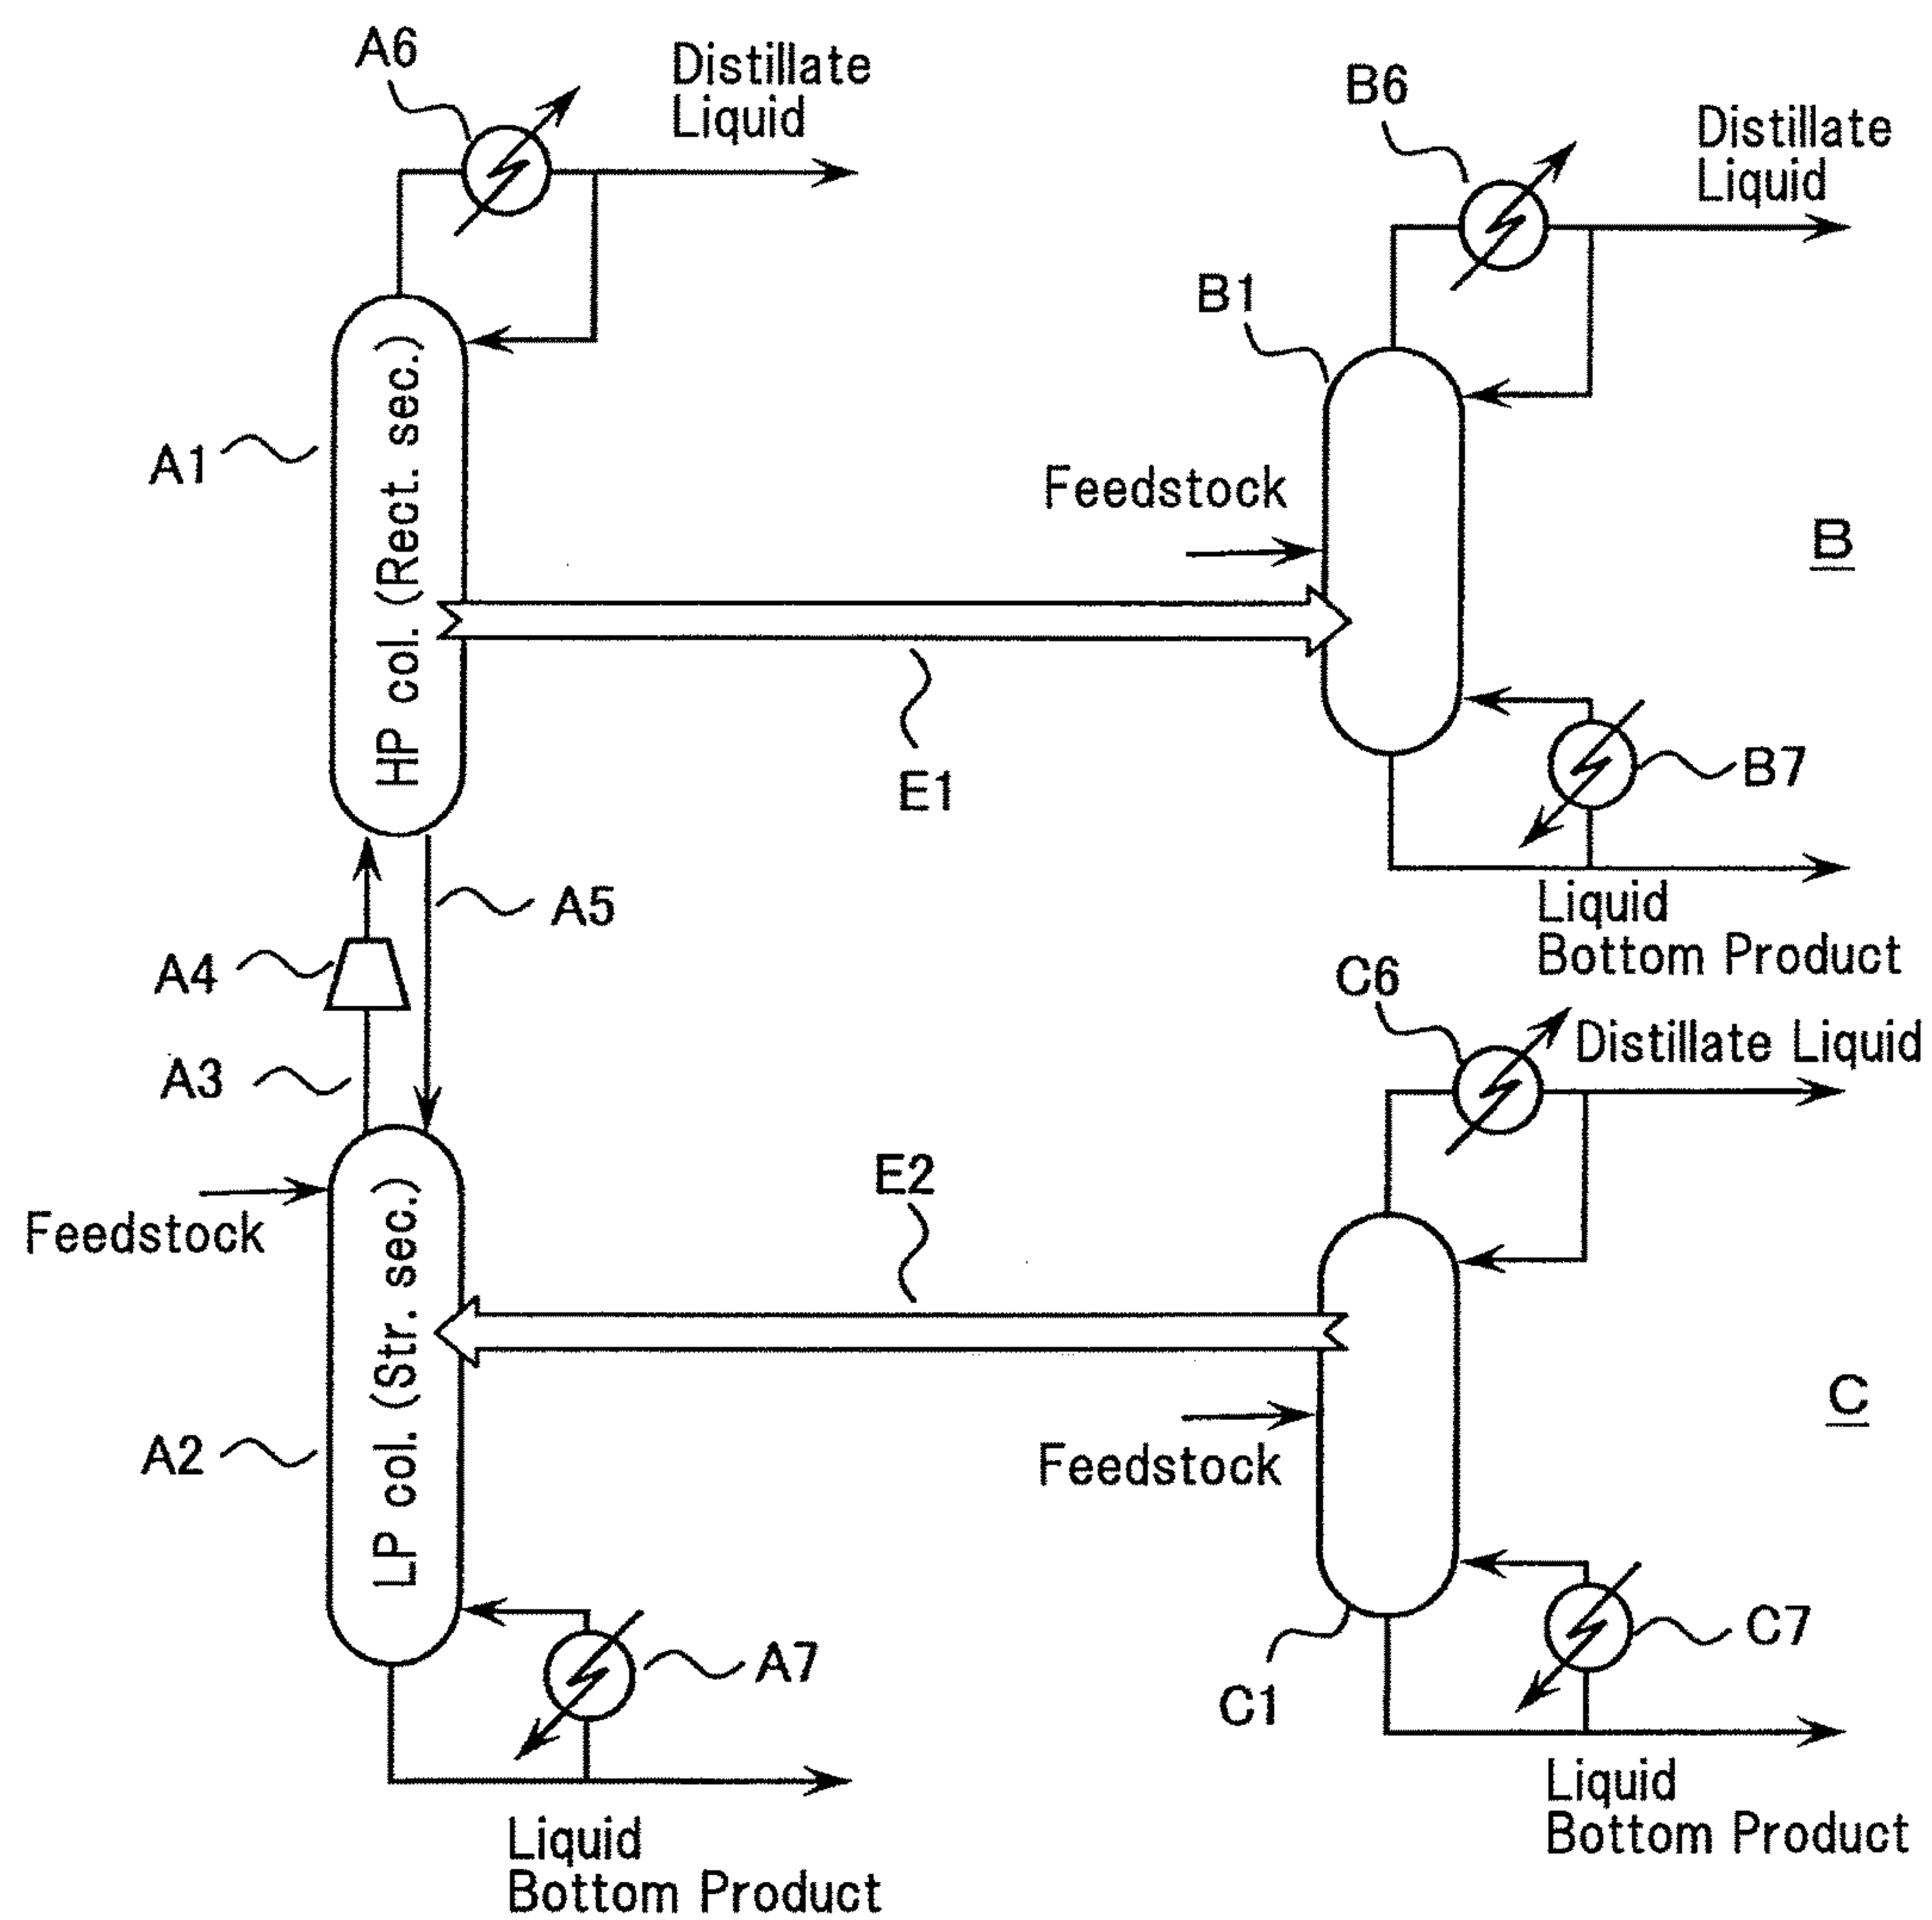 A6
Distillate
Liquid
B6
Distillate
Liquid
B1
A1
HP col. (Rect. sec.)
Feedstock
B
E1
B7
A5
Liquid
Bottom Product
A4
C6
Distillate Liquid
A3
E2
Feedstock
LP col. (Str. sec.)
C
A2
Feedstock
C7
A7
C1
Liquid
Bottom Product
Liquid
Bottom Product